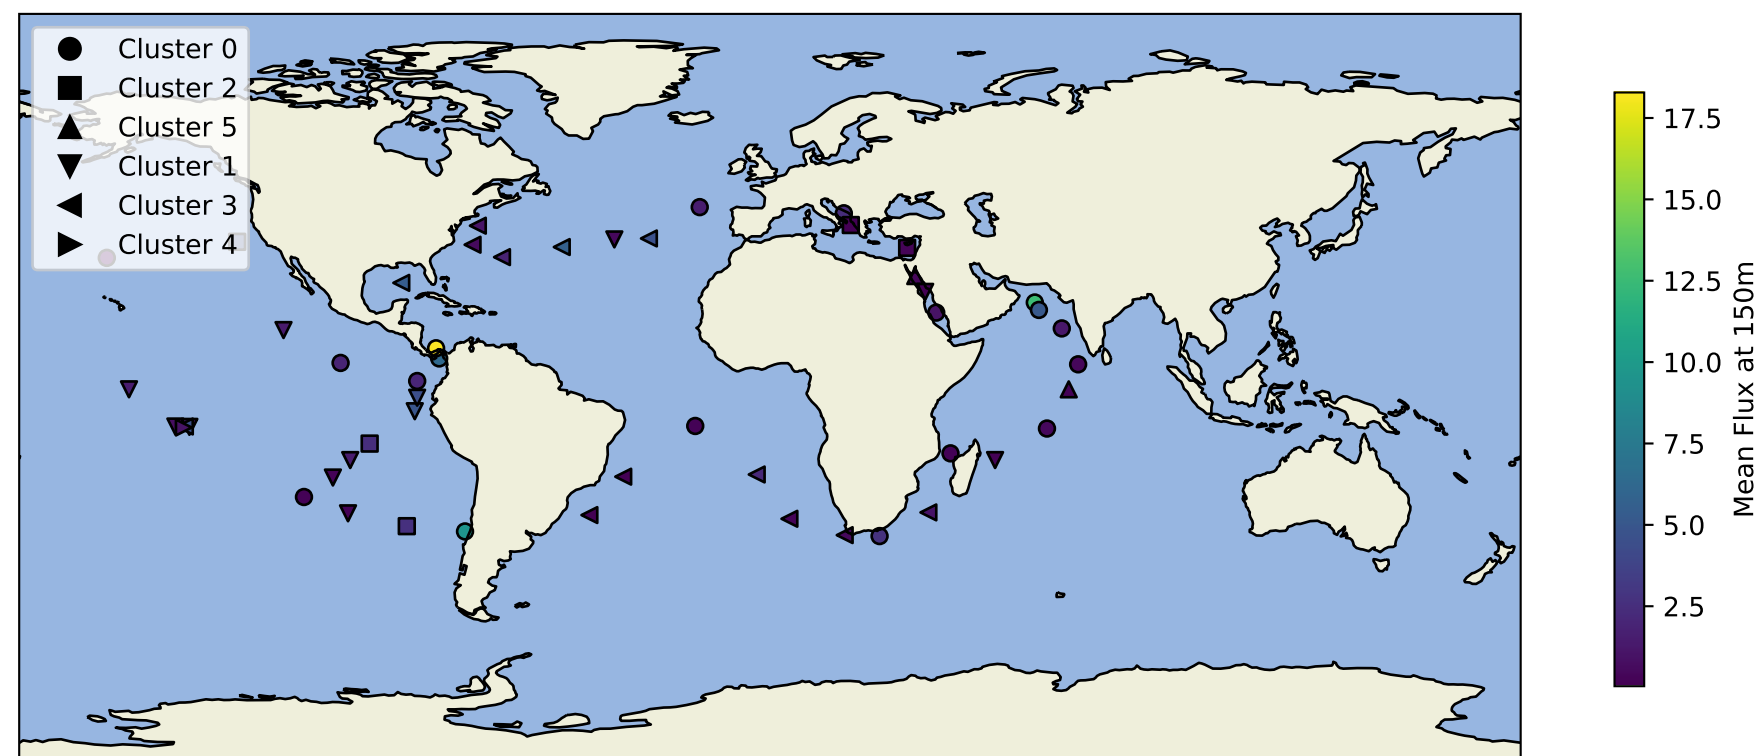 Cluster 0
Cluster 2
Cluster 5
Cluster 1
Cluster 3
Cluster 4
17.5
15.0
12.5
10.0
7.5
5.0
2.5
Mean Flux at 150m